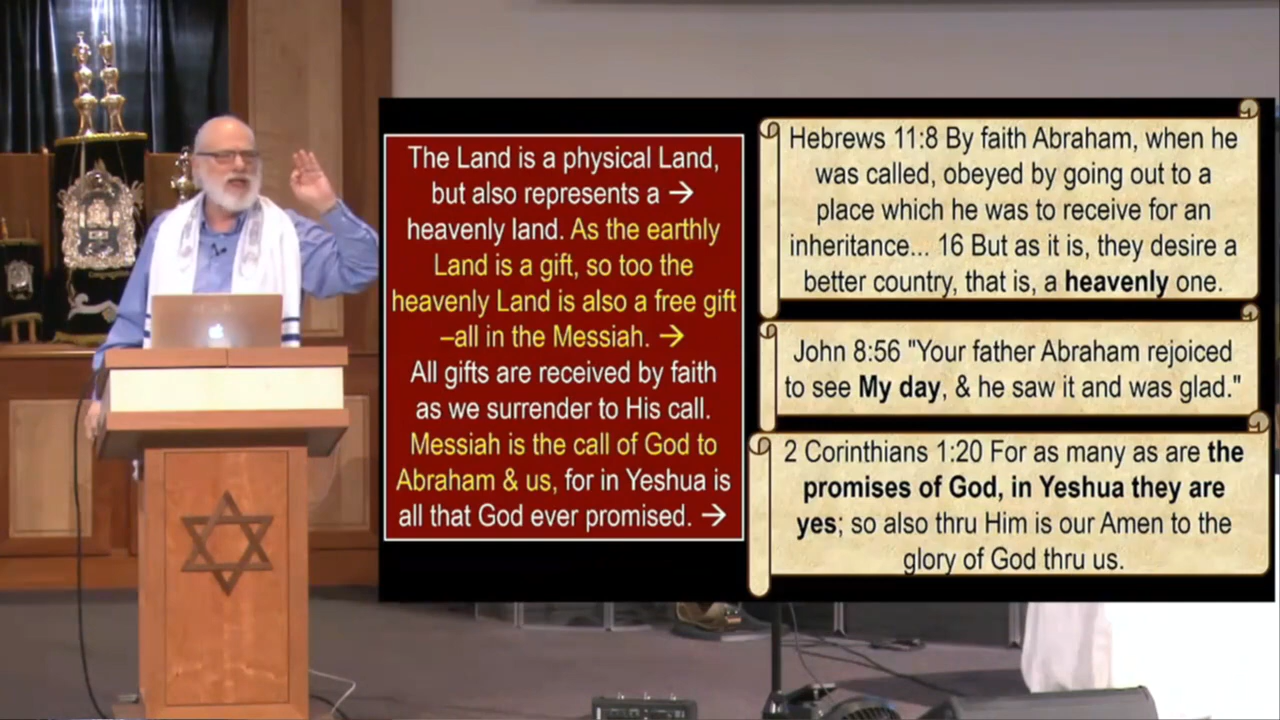 The Land is a physical Land,
but also represents a →
heavenly land. As the earthly
Land is a gift, so too the
heavenly Land is also a free gift
–all in the Messiah. →
All gifts are received by faith
as we surrender to His call.
Messiah is the call of God to
Abraham & us, for in Yeshua is
all that God ever promised. →
Hebrews 11:8 By faith Abraham, when he
was called, obeyed by going out to a
place which he was to receive for an
inheritance... 16 But as it is, they desire a
better country, that is, a heavenly one.
John 8:56 "Your father Abraham rejoiced
to see My day, & he saw it and was glad."
2 Corinthians 1:20 For as many as are the
promises of God, in Yeshua they are
yes; so also thru Him is our Amen to the
glory of God thru us.